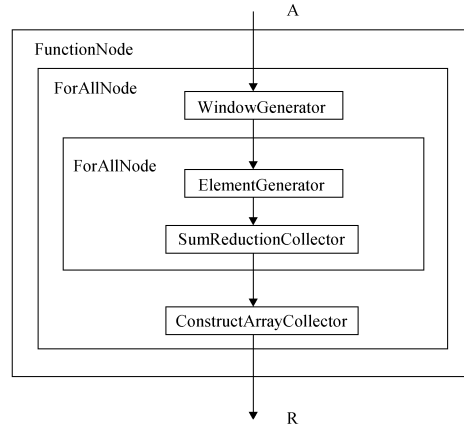 A
FunctionNode
ForAllNode
WindowGenerator
ForAllNode
ElementGenerator
SumReductionCollector
ConstructArrayCollector
R